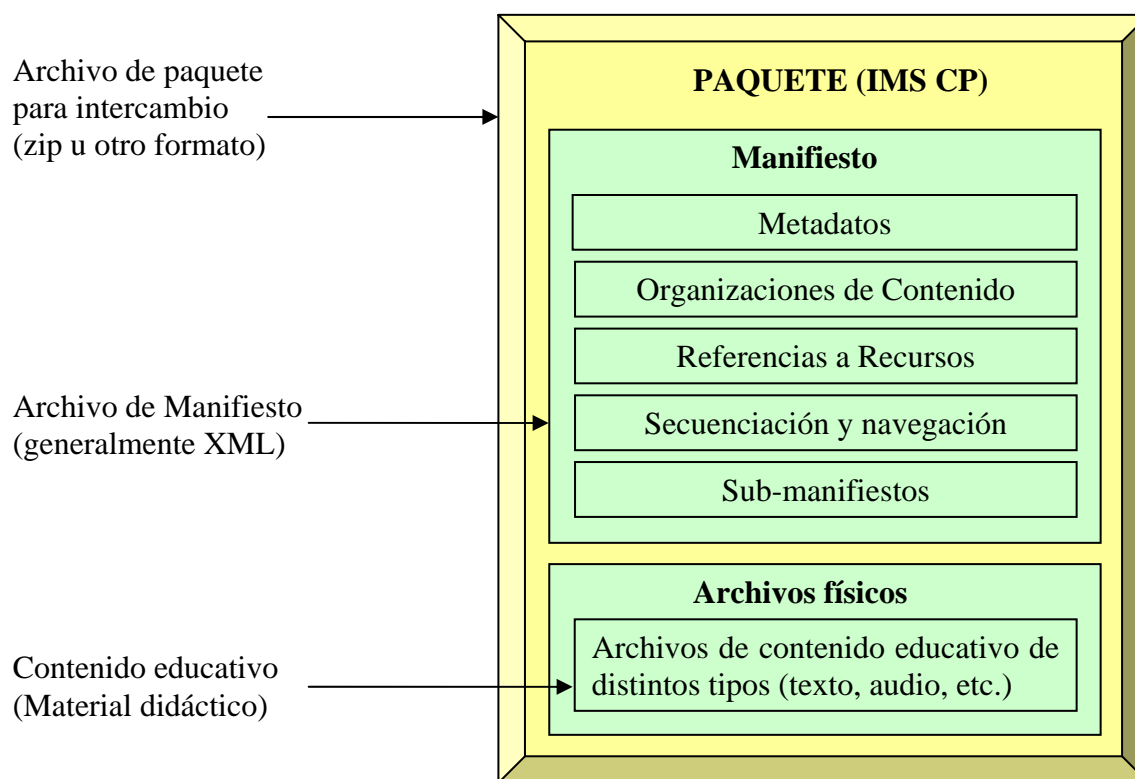 Archivo de paquete
para intercambio
(zip u otro formato)
PAQUETE (IMS CP)
Manifiesto
Metadatos
Organizaciones de Contenido
Referencias a Recursos
Secuenciación y navegación
Sub-manifiestos
Archivo de Manifiesto
(generalmente XML)
Archivos físicos
Archivos de contenido educativo de
distintos tipos (texto, audio, etc.)
Contenido educativo
(Material didáctico)